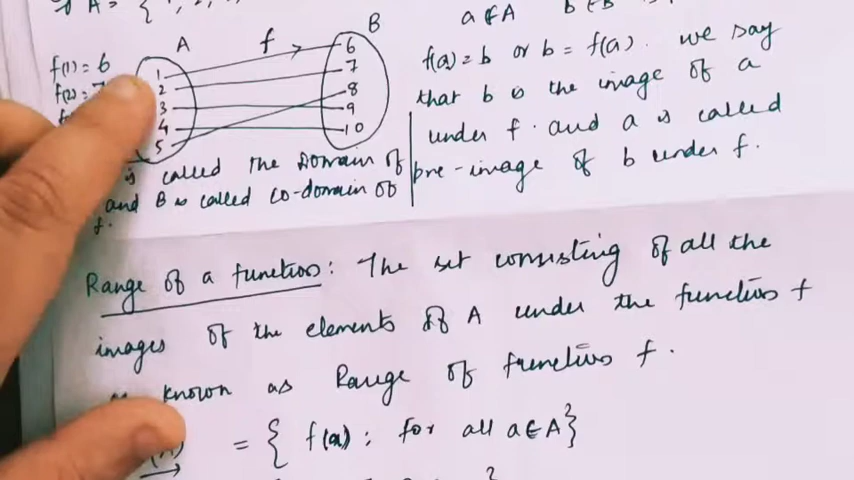 A = {
A f B
a ∈ A b ∈ B
f(1) = 6
f(2) = 7
1
2
3
4
5
6
7
8
9
10
f(a) = b or b = f(a). we say
that b is the image of a
under f. and a is called
pre-image of b under f.
is called the Domain of
and B is called co-domain of
f.
Range of a function: The set consisting of all the
images of the elements of A under the function f
known as Range of function f.
= { f(a); for all a ∈ A }